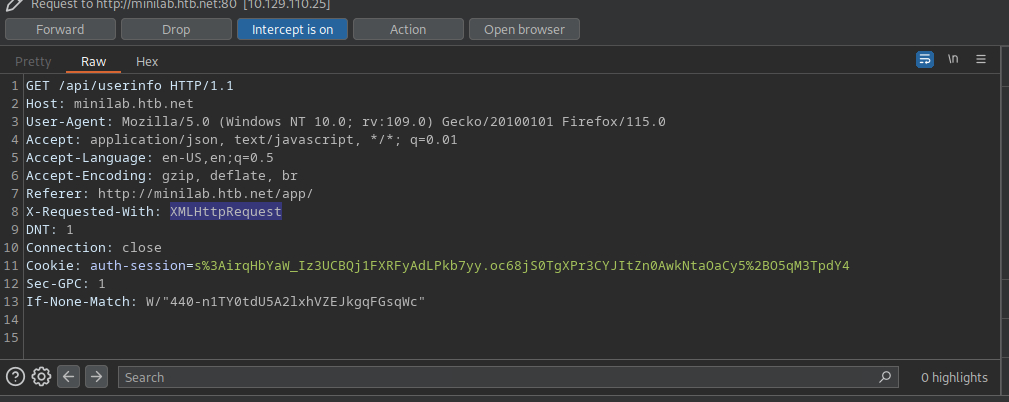 Request to http://minilab.htb.net:80 [10.129.110.25]
Forward Drop Intercept is on Action Open browser
Pretty Raw Hex \n
1 GET /api/userinfo HTTP/1.1
2 Host: minilab.htb.net
3 User-Agent: Mozilla/5.0 (Windows NT 10.0; rv:109.0) Gecko/20100101 Firefox/115.0
4 Accept: application/json, text/javascript, */*; q=0.01
5 Accept-Language: en-US,en;q=0.5
6 Accept-Encoding: gzip, deflate, br
7 Referer: http://minilab.htb.net/app/
8 X-Requested-With: XMLHttpRequest
9 DNT: 1
10 Connection: close
11 Cookie: auth-session=s%3AirqHbYaW_Iz3UCBQj1FXRFyAdLPkb7yy.oc68jS0TgXPr3CYJItZn0AwkNtaOaCy5%2BO5qM3TpdY4
12 Sec-GPC: 1
13 If-None-Match: W/"440-n1TY0tdU5A2lxhVZEJkgqFGsqWc"
14
15
Search 0 highlights